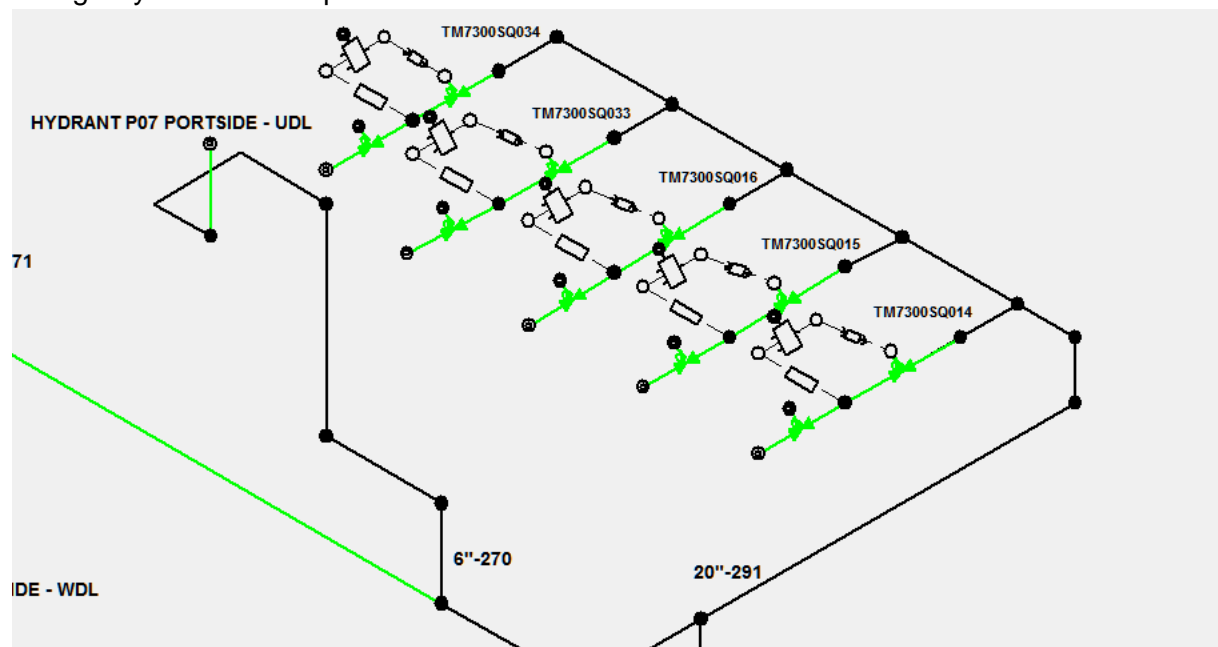 TM7300SQ034
TM7300SQ033
HYDRANT P07 PORTSIDE - UDL
TM7300SQ016
TM7300SQ015
71
TM7300SQ014
6"-270
20"-291
IDE - WDL